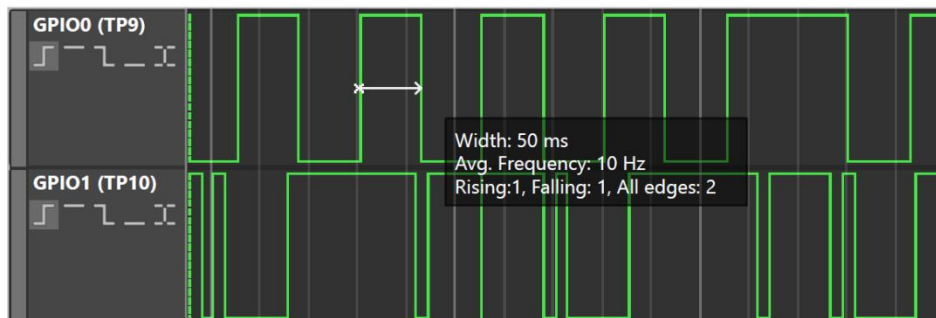 GPIO0 (TP9)
Width: 50 ms
Avg. Frequency: 10 Hz
Rising:1, Falling: 1, All edges: 2
GPIO1 (TP10)